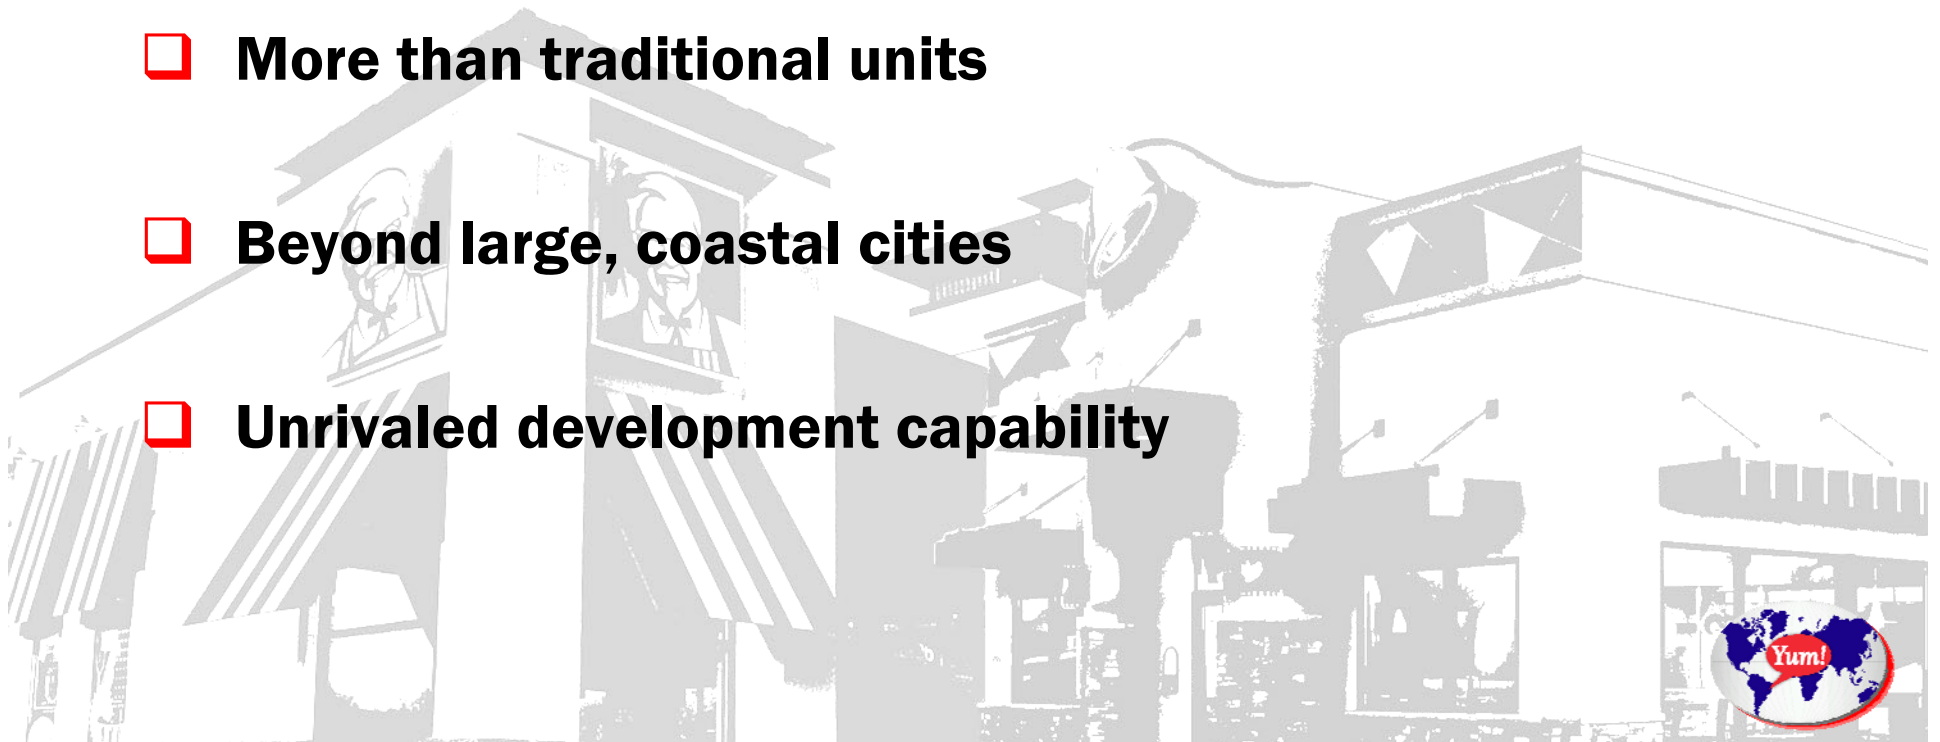 More than traditional units
Beyond large, coastal cities
Unrivaled development capability
Yum!